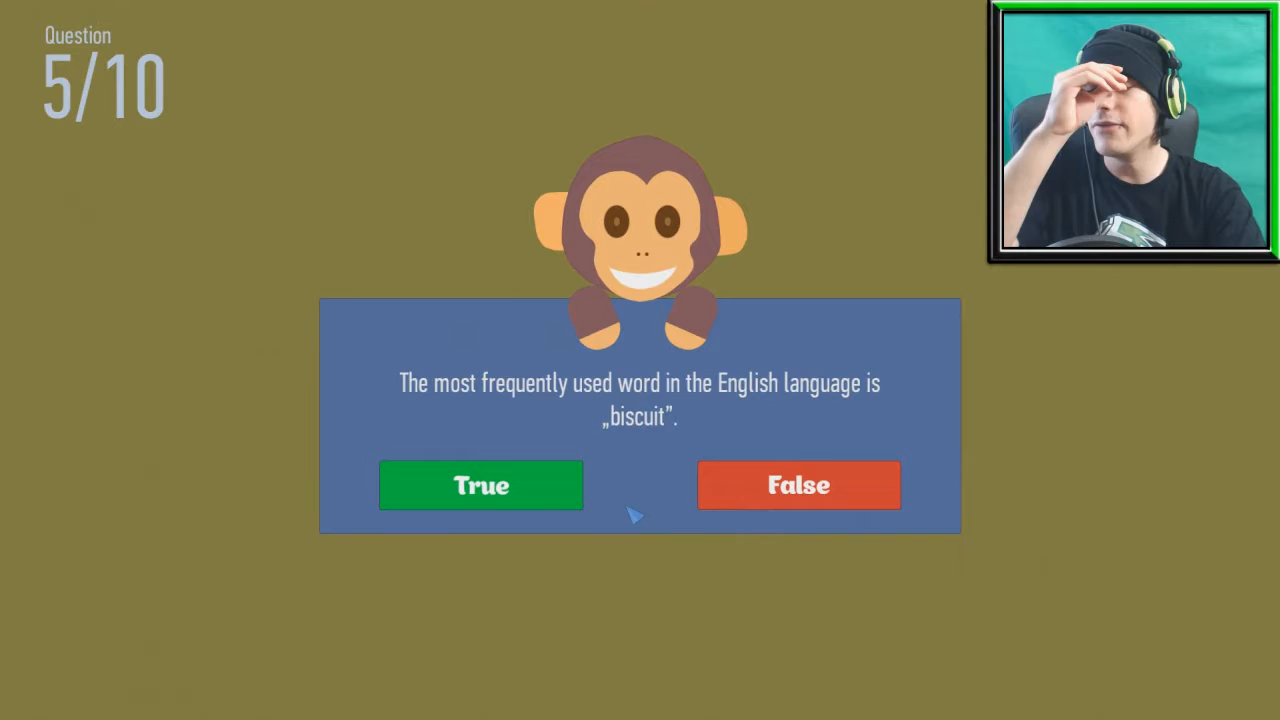 Question
5/10
The most frequently used word in the English language is
„biscuit”.
True
False